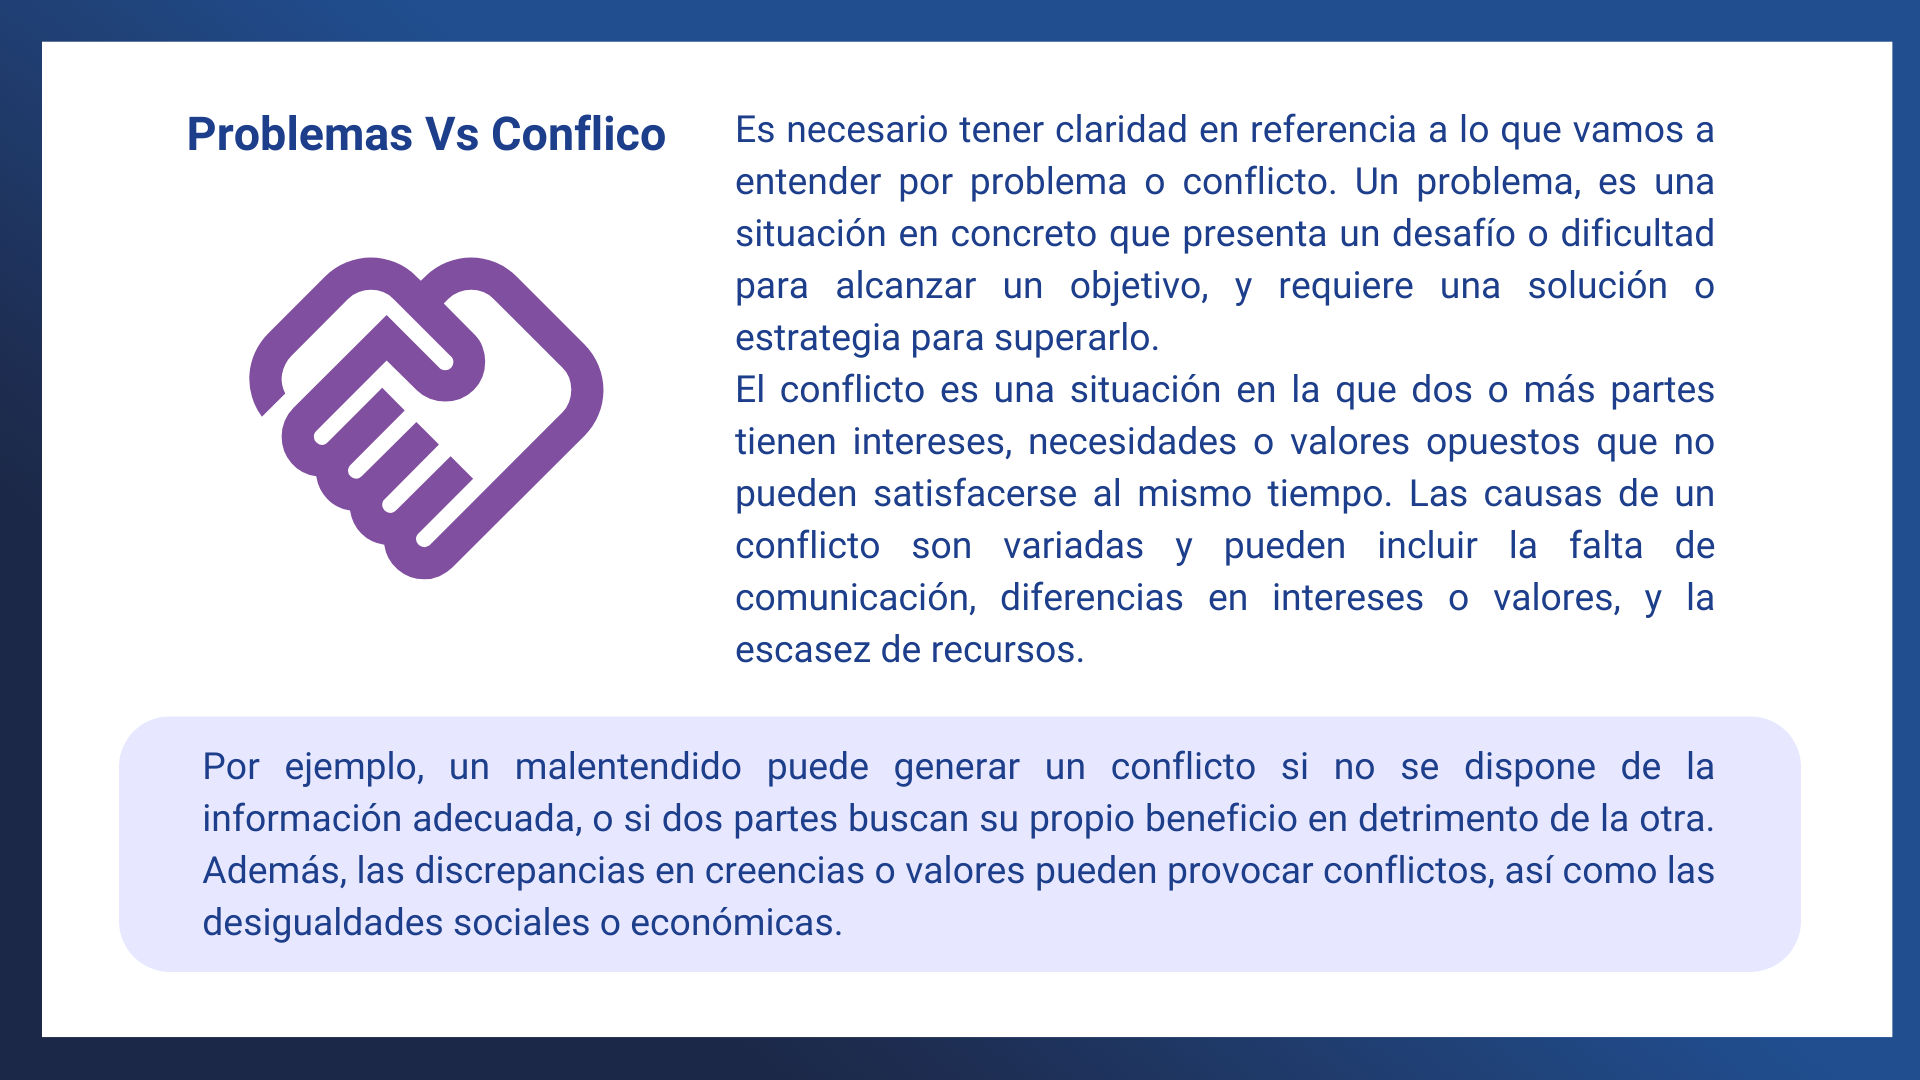 Problemas Vs Conflico
Es necesario tener claridad en referencia a lo que vamos a
entender por problema o conflicto. Un problema, es una
situación en concreto que presenta un desafío o dificultad
para alcanzar un objetivo, y requiere una solución o
estrategia para superarlo.
El conflicto es una situación en la que dos o más partes
tienen intereses, necesidades o valores opuestos que no
pueden satisfacerse al mismo tiempo. Las causas de un
conflicto son variadas y pueden incluir la falta de
comunicación, diferencias en intereses o valores, y la
escasez de recursos.
Por ejemplo, un malentendido puede generar un conflicto si no se dispone de la
información adecuada, o si dos partes buscan su propio beneficio en detrimento de la otra.
Además, las discrepancias en creencias o valores pueden provocar conflictos, así como las
desigualdades sociales o económicas.